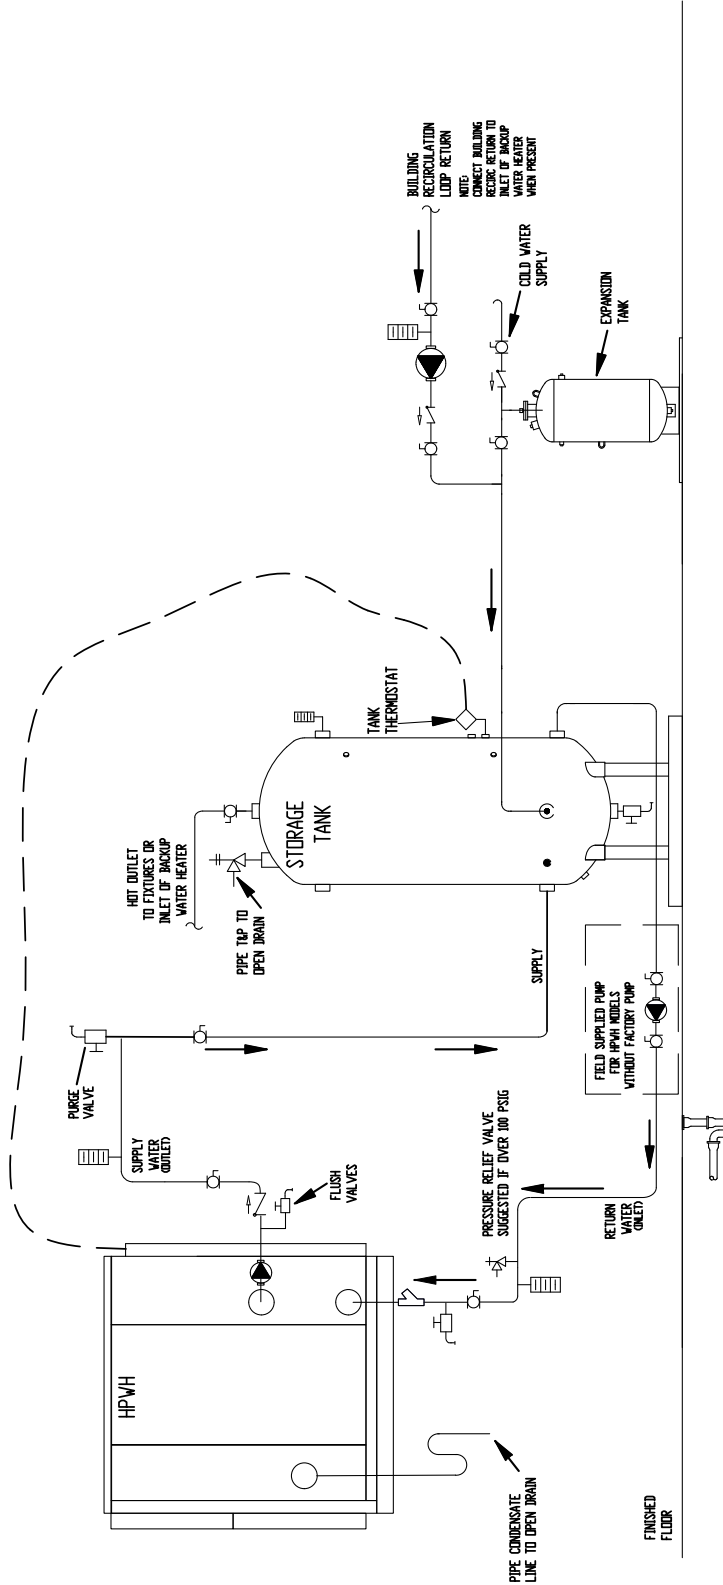 HPWH
PIPE CONDENSATE
LINE TO OPEN DRAIN
FINISHED
FLOOR
PURGE
VALVE
SUPPLY
WATER
(OUTLET)
FLUSH
VALVES
PRESSURE RELIEF VALVE
SUGGESTED IF OVER 100 PSIG
RETURN
WATER
(INLET)
HOT OUTLET
TO FIXTURES OR
INLET OF BACKUP
WATER HEATER
PIPE T&P TO
OPEN DRAIN
SUPPLY
FIELD SUPPLIED PUMP
FOR HPWH MODELS
WITHOUT FACTORY PUMP
STORAGE
TANK
TANK
THERMOSTAT
BUILDING
RECIRCULATION
LOOP RETURN
NOTE:
CONNECT BUILDING
RECIRC RETURN TO
INLET OF BACKUP
WATER HEATER
WHEN PRESENT
COLD WATER
SUPPLY
EXPANSION
TANK